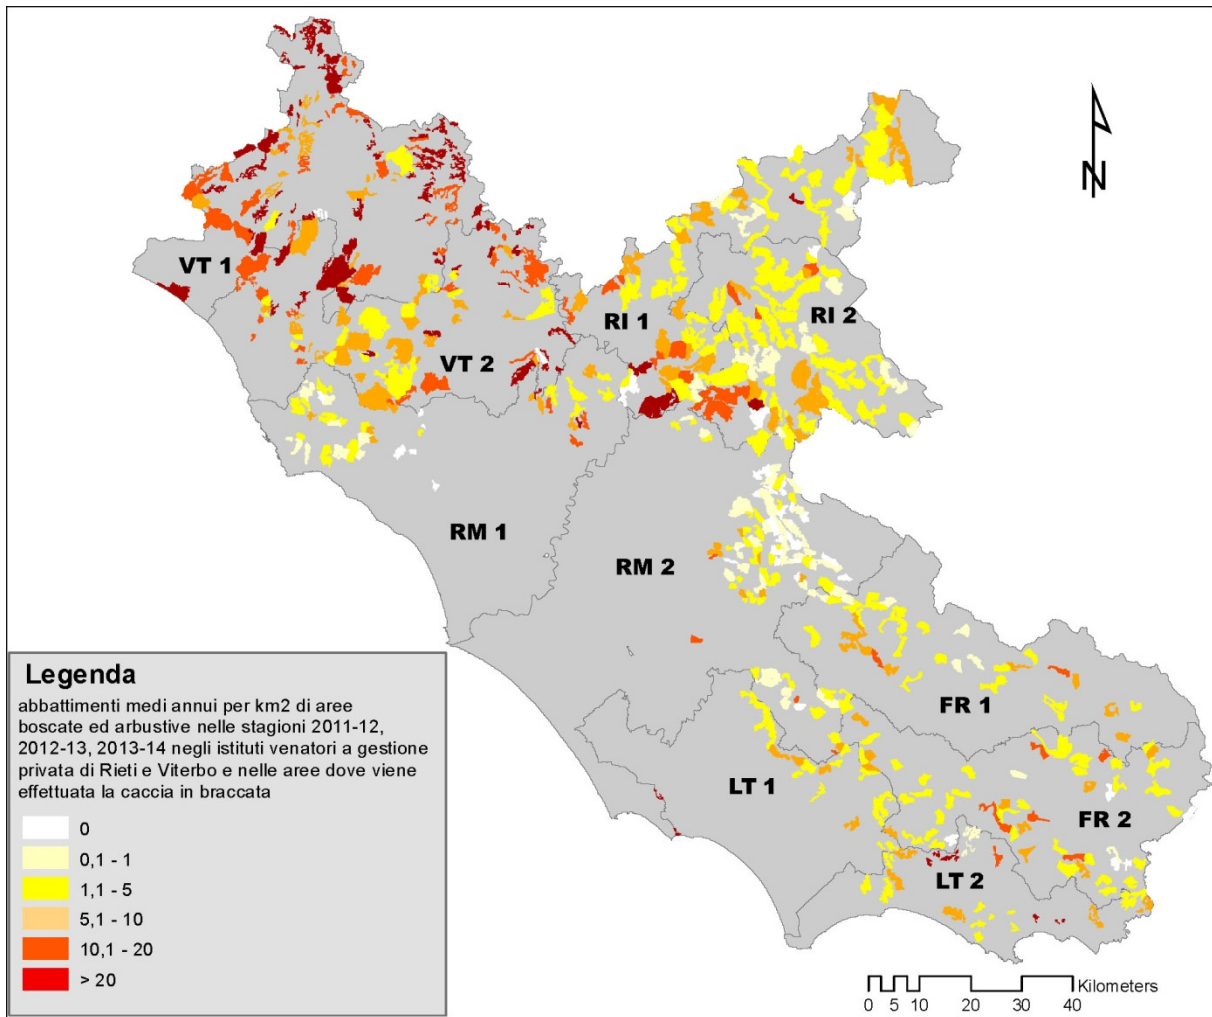 N
VT 1
RI 1
RI 2
VT 2
RM 1
RM 2
FR 1
LT 1
FR 2
LT 2
Legenda
abbattimenti medi annui per km2 di aree
boscate ed arbustive nelle stagioni 2011-12,
2012-13, 2013-14 negli istituti venatori a gestione
privata di Rieti e Viterbo e nelle aree dove viene
effettuata la caccia in braccata
0
0,1 - 1
1,1 - 5
5,1 - 10
10,1 - 20
> 20
Kilometers
0 5 10 20 30 40